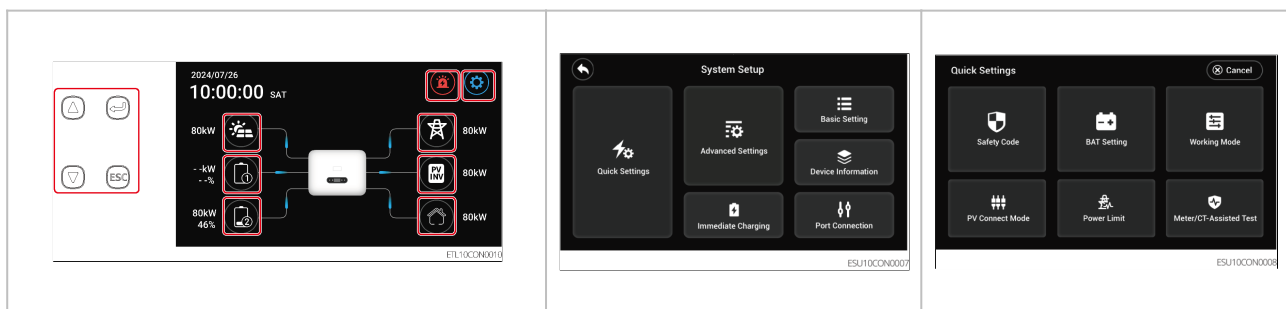 2024/07/26
10:00:00 SAT
80kW
80kW
- -kW
- -%
1
PV
INV
80kW
80kW
46%
2
80kW
ESC
ETL10CON0010
System Setup
Quick Settings
Advanced Settings
Basic Setting
Device Information
Immediate Charging
Port Connection
ESU10CON0007
Quick Settings
Cancel
Safety Code
BAT Setting
Working Mode
PV Connect Mode
Power Limit
Meter/CT-Assisted Test
ESU10CON0008